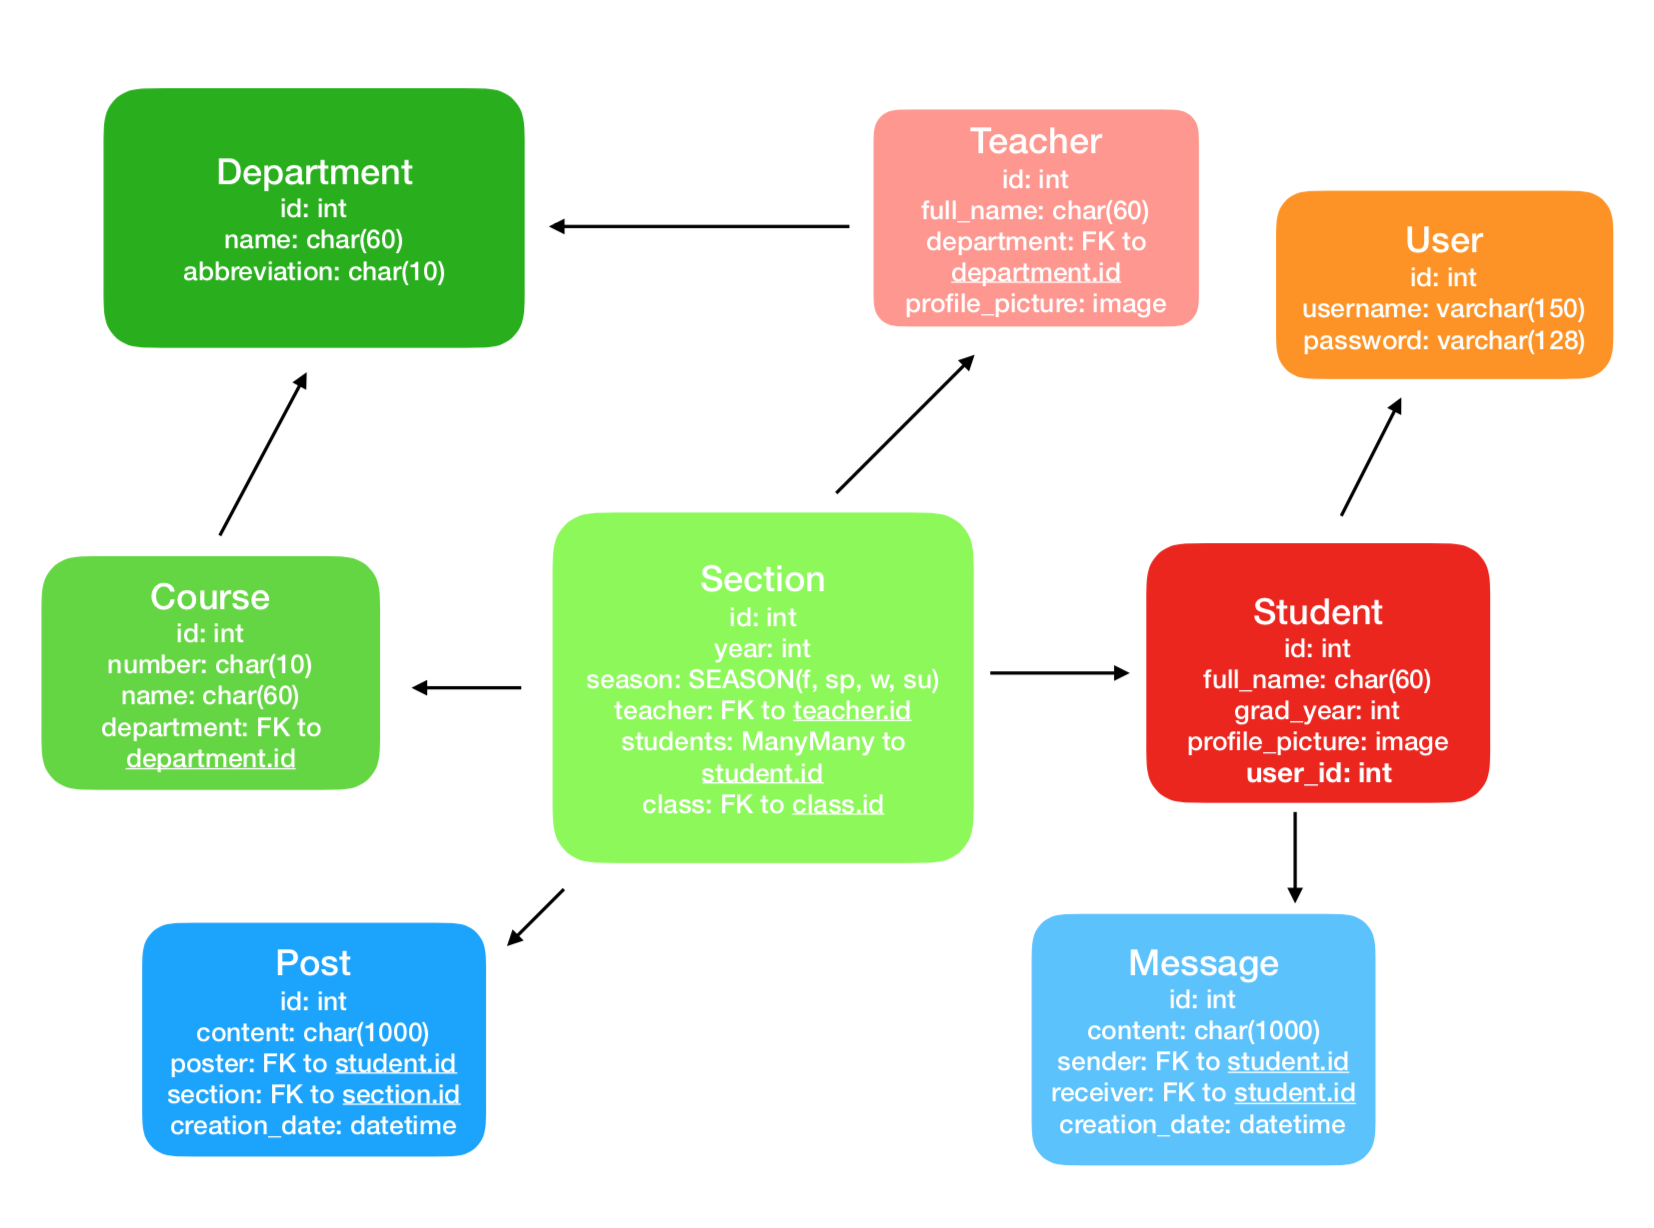 Department
id: int
name: char(60)
abbreviation: char(10)
Teacher
id: int
full_name: char(60)
department: FK to
department.id
profile_picture: image
User
id: int
username: varchar(150)
password: varchar(128)
Course
id: int
number: char(10)
name: char(60)
department: FK to
department.id
Section
id: int
year: int
season: SEASON(f, sp, w, su)
teacher: FK to teacher.id
students: ManyMany to
student.id
class: FK to class.id
Student
id: int
full_name: char(60)
grad_year: int
profile_picture: image
user_id: int
Post
id: int
content: char(1000)
poster: FK to student.id
section: FK to section.id
creation_date: datetime
Message
id: int
content: char(1000)
sender: FK to student.id
receiver: FK to student.id
creation_date: datetime